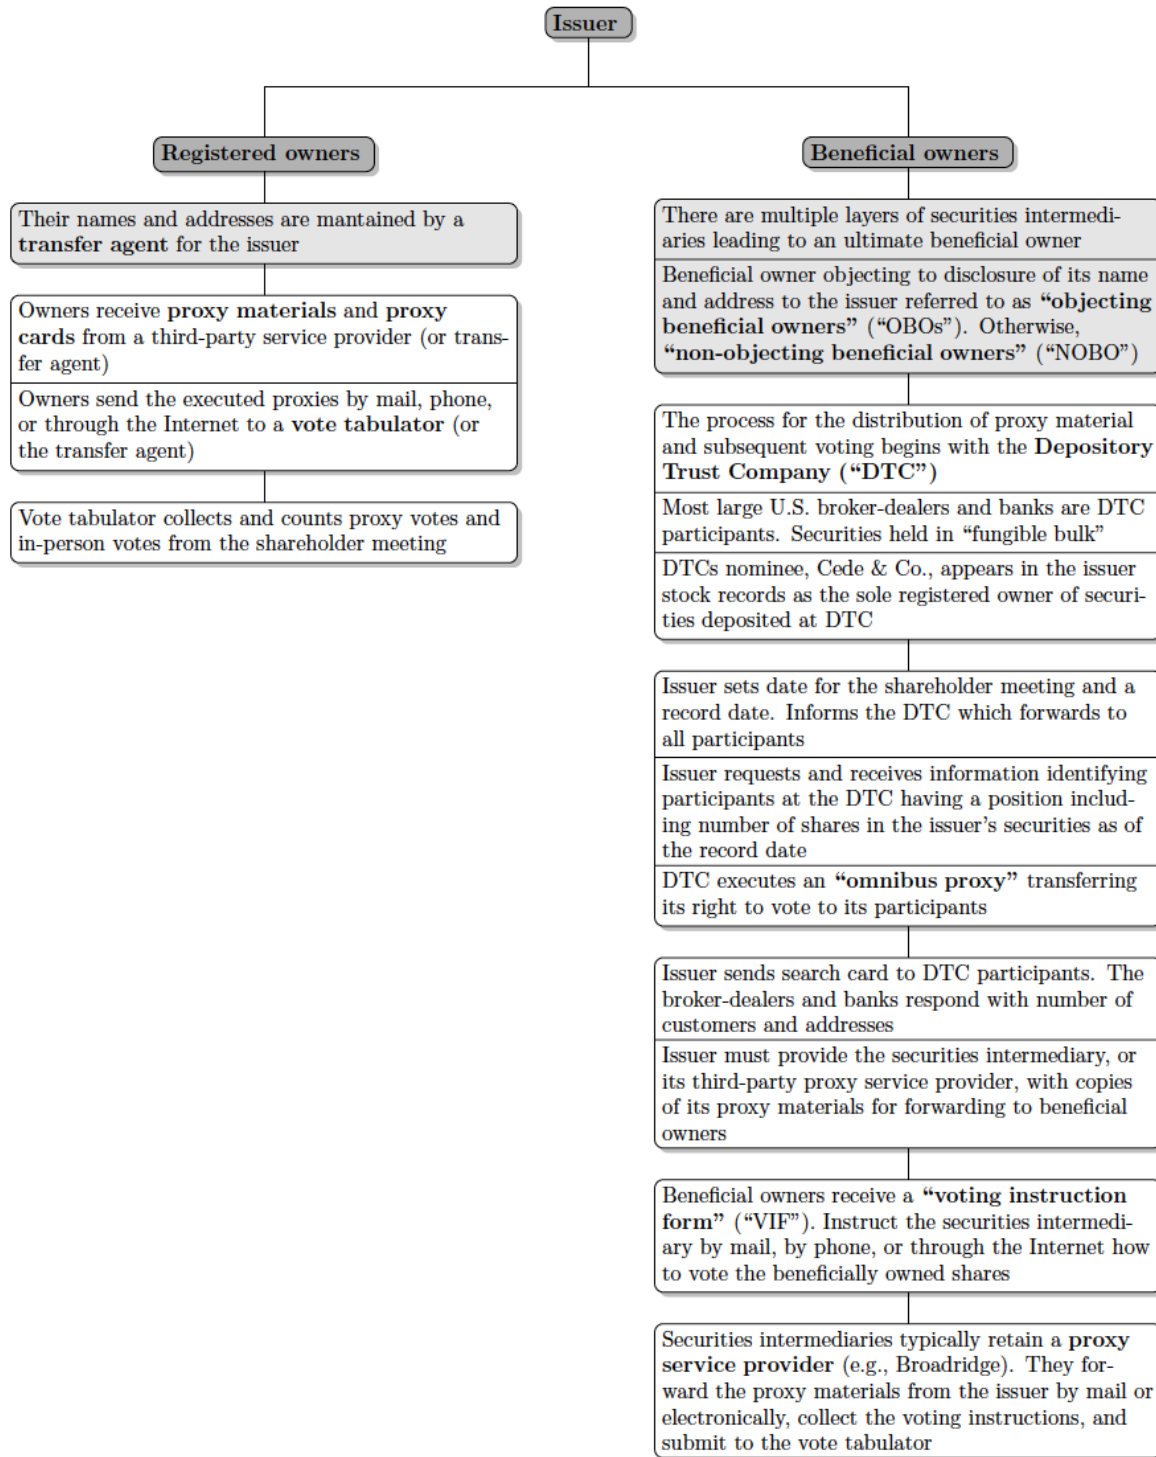 Issuer
Registered owners
Their names and addresses are mantained by a
transfer agent for the issuer
Owners receive proxy materials and proxy
cards from a third-party service provider (or trans-
fer agent)
Owners send the executed proxies by mail, phone,
or through the Internet to a vote tabulator (or
the transfer agent)
Vote tabulator collects and counts proxy votes and
in-person votes from the shareholder meeting
Beneficial owners
There are multiple layers of securities intermedi-
aries leading to an ultimate beneficial owner
Beneficial owner objecting to disclosure of its name
and address to the issuer referred to as “objecting
beneficial owners” (“OBOs”). Otherwise,
“non-objecting beneficial owners” (“NOBO”)
The process for the distribution of proxy material
and subsequent voting begins with the Depository
Trust Company (“DTC”)
Most large U.S. broker-dealers and banks are DTC
participants. Securities held in “fungible bulk”
DTCs nominee, Cede & Co., appears in the issuer
stock records as the sole registered owner of securi-
ties deposited at DTC
Issuer sets date for the shareholder meeting and a
record date. Informs the DTC which forwards to
all participants
Issuer requests and receives information identifying
participants at the DTC having a position includ-
ing number of shares in the issuer’s securities as of
the record date
DTC executes an “omnibus proxy” transferring
its right to vote to its participants
Issuer sends search card to DTC participants. The
broker-dealers and banks respond with number of
customers and addresses
Issuer must provide the securities intermediary, or
its third-party proxy service provider, with copies
of its proxy materials for forwarding to beneficial
owners
Beneficial owners receive a “voting instruction
form” (“VIF”). Instruct the securities intermedi-
ary by mail, by phone, or through the Internet how
to vote the beneficially owned shares
Securities intermediaries typically retain a proxy
service provider (e.g., Broadridge). They for-
ward the proxy materials from the issuer by mail or
electronically, collect the voting instructions, and
submit to the vote tabulator